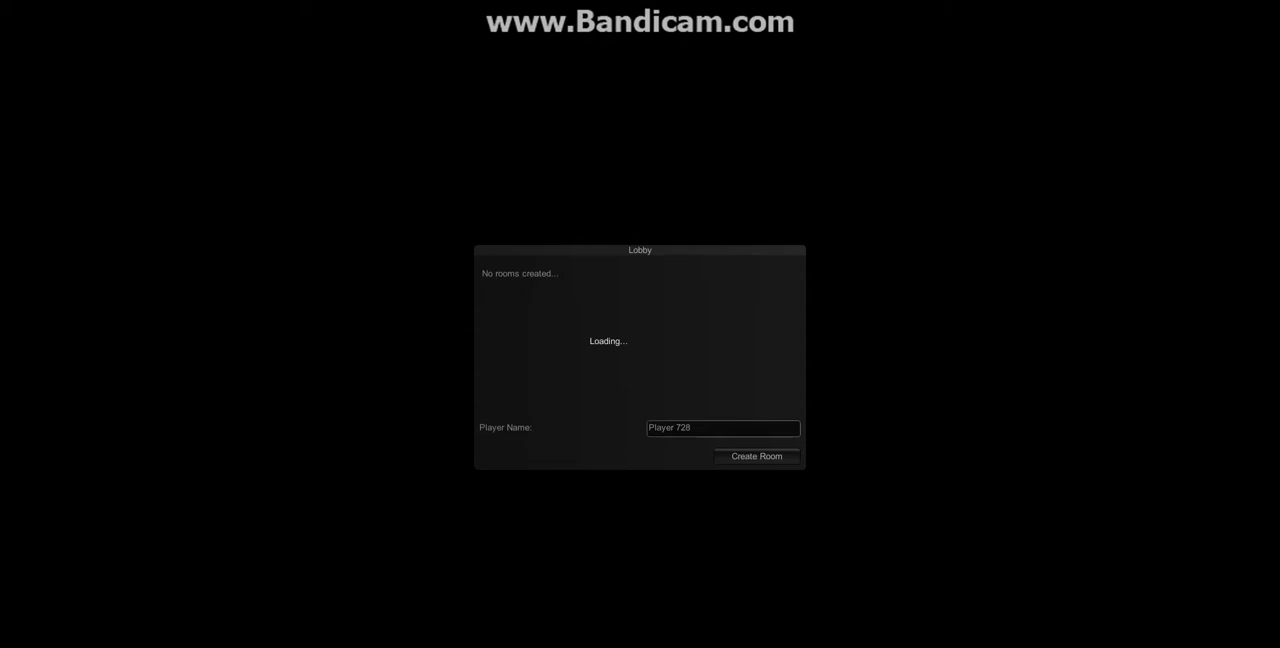 www.Bandicam.com
Lobby
No rooms created...
Loading...
Player Name:
Player 728
Create Room